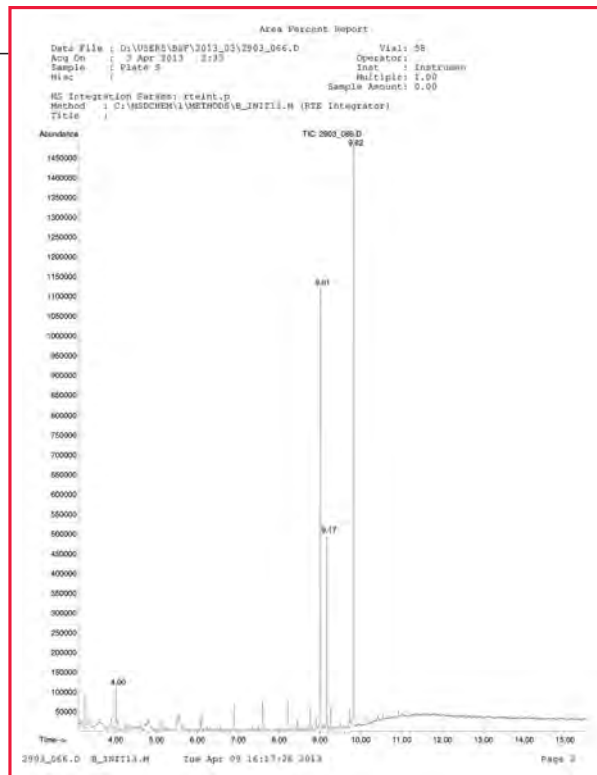 Area Percent Report
Data File : D:\USERS\BWF\2013_03\2903_066.D Vial: 58
Acq On : 3 Apr 2013 2:33 Operator:
Sample : Plate 5 Inst : Instrumen
Misc : Multiplr: 1.00
Sample Amount: 0.00
MS Integration Params: rteint.p
Method : C:\MSDCHEM\1\METHODS\B_INIT13.M (RTE Integrator)
Title :
Abundance
TIC: 2903_066.D
9.82
1450000
1400000
1350000
1300000
1250000
1200000
1150000
9.01
1100000
1050000
1000000
950000
900000
850000
800000
750000
700000
650000
600000
550000
500000
9.17
450000
400000
350000
300000
250000
200000
150000
4.00
100000
50000
Time--> 4.00 5.00 6.00 7.00 8.00 9.00 10.00 11.00 12.00 13.00 14.00 15.00
2903_066.D B_INIT13.M Tue Apr 09 16:17:26 2013 Page 2